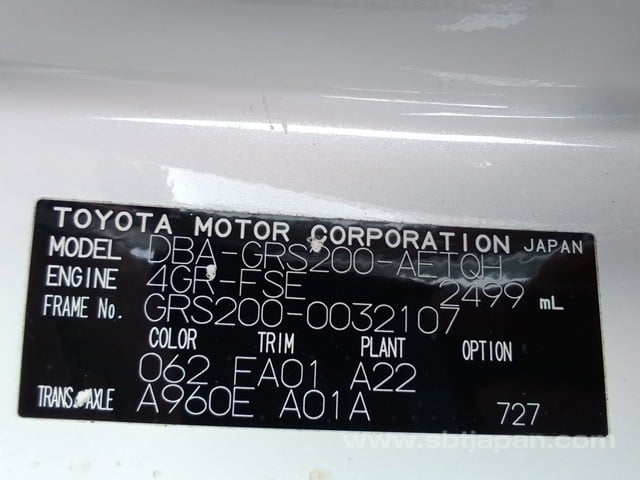 TOYOTA MOTOR CORPORATION JAPAN
MODEL DBA-GRS200-AETQH
ENGINE 4GR-FSE 2499 mL
FRAME No. GRS200-0032107
COLOR TRIM PLANT OPTION
062 FA01 A22
TRANS./AXLE A960E A01A 727
www.sbtjapan.com